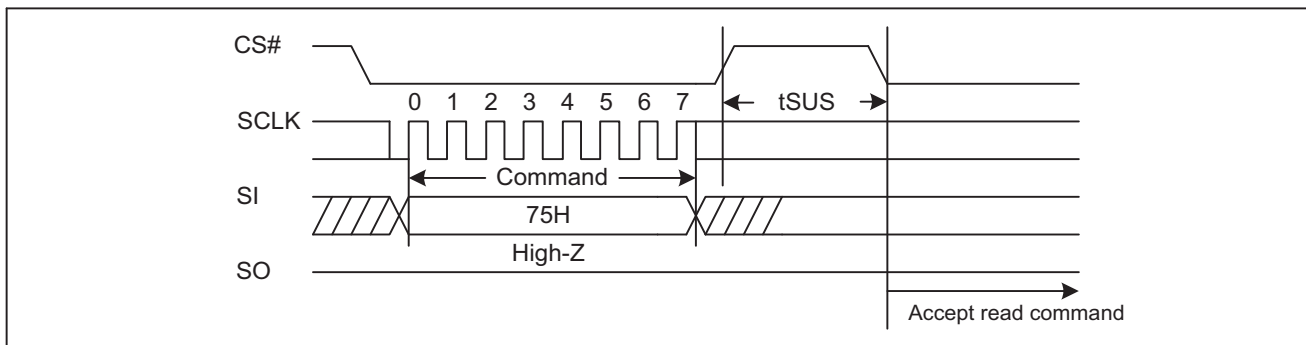 CS#
tSUS
0 1 2 3 4 5 6 7
SCLK
Command
SI
75H
High-Z
SO
Accept read command